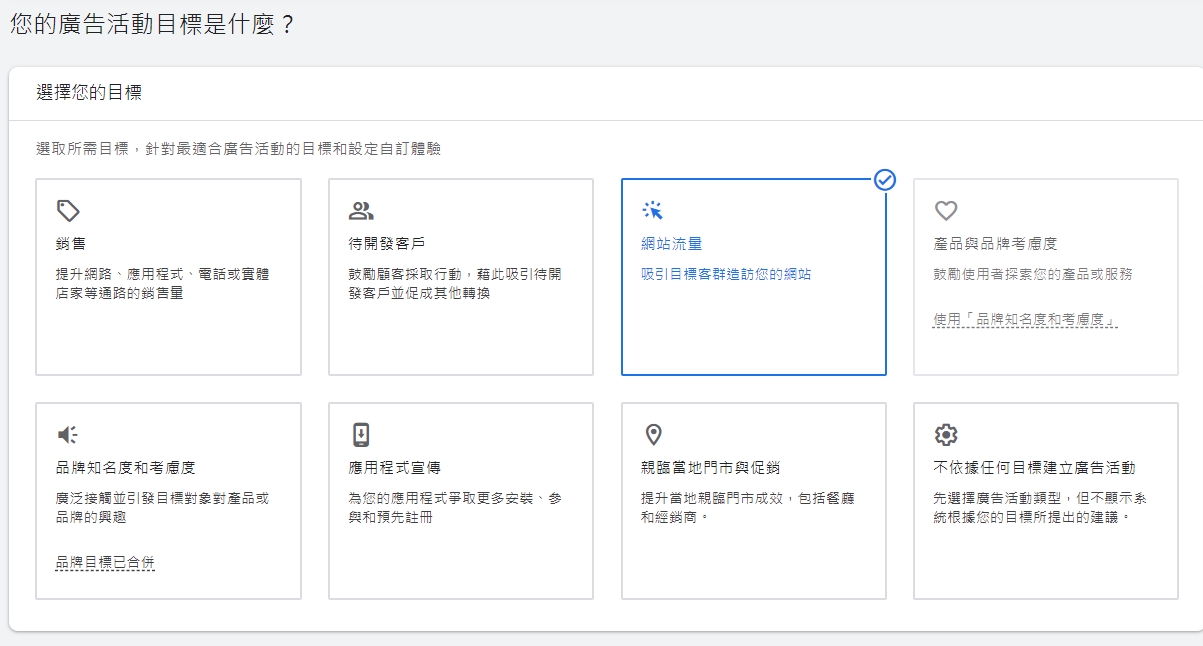 您的廣告活動目標是什麼？
選擇您的目標
選取所需目標，針對最適合廣告活動的目標和設定自訂體驗
銷售
提升網路、應用程式、電話或實體
店家等通路的銷售量
待開發客戶
鼓勵顧客採取行動，藉此吸引待開
發客戶並促成其他轉換
網站流量
吸引目標客群造訪您的網站
產品與品牌考慮度
鼓勵使用者探索您的產品或服務
使用「品牌知名度和考慮度」
品牌知名度和考慮度
廣泛接觸並引發目標對象對產品或
品牌的興趣
品牌目標已合併
應用程式宣傳
為您的應用程式爭取更多安裝、參
與和預先註冊
親臨當地門市與促銷
提升當地親臨門市成效，包括餐廳
和經銷商。
不依據任何目標建立廣告活動
先選擇廣告活動類型，但不顯示系
統根據您的目標所提出的建議。